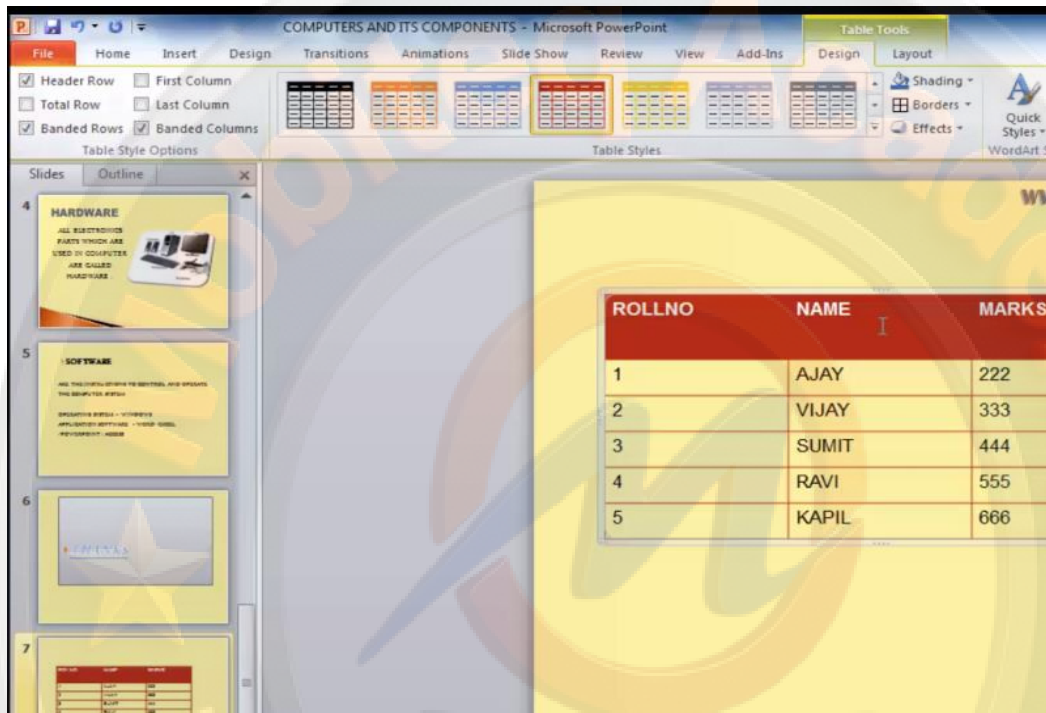 COMPUTERS AND ITS COMPONENTS - Microsoft PowerPoint
Table Tools
File Home Insert Design Transitions Animations Slide Show Review View Add-Ins Design Layout
Header Row First Column
Total Row Last Column
Banded Rows Banded Columns
Shading
Borders
Effects
Quick
Styles
Table Style Options
Table Styles
WordArt S
Slides Outline
4
HARDWARE
ALL ELECTRONICS
PARTS WHICH ARE
USED IN COMPUTER
ARE CALLED
HARDWARE
5
SOFTWARE
6
THANKS
7
ROLLNO NAME MARKS
1 AJAY 222
2 VIJAY 333
3 SUMIT 444
4 RAVI 555
5 KAPIL 666